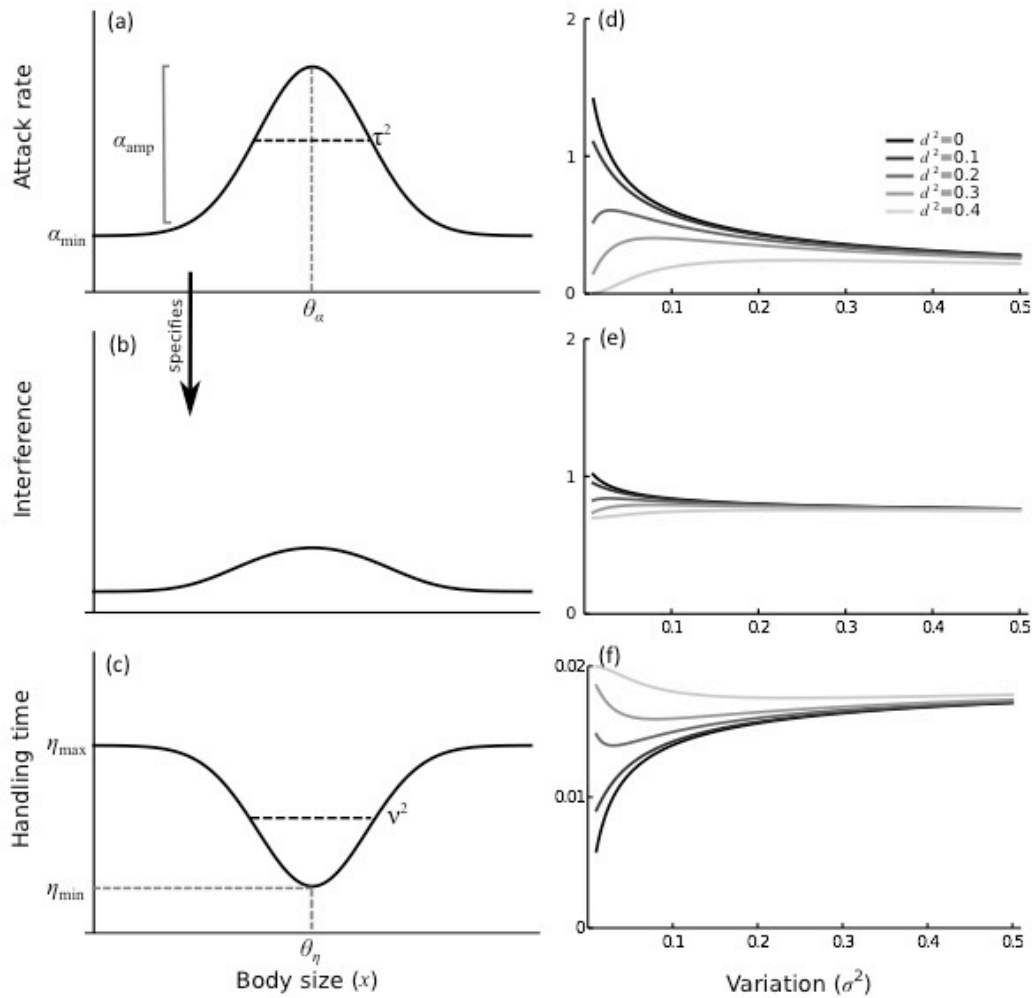 (a)
Attack rate
α_amp
τ²
α_min
θ_α
specifies
(b)
Interference
(c)
Handling time
η_max
ν²
η_min
θ_η
Body size (x)
(d)
2
1
0
d²=0
d²=0.1
d²=0.2
d²=0.3
d²=0.4
0.1 0.2 0.3 0.4 0.5
(e)
2
1
0
0.1 0.2 0.3 0.4 0.5
(f)
0.02
0.01
0
0.1 0.2 0.3 0.4 0.5
Variation (σ²)